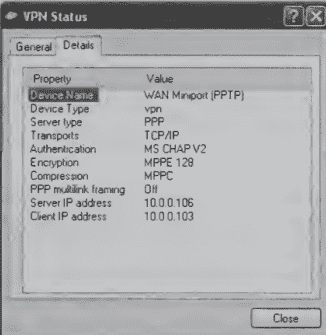 VPN Status
General Details
Property Value
Device Name WAN Miniport (PPTP)
Device Type vpn
Server type PPP
Transports TCP/IP
Authentication MS CHAP V2
Encryption MPPE 128
Compression MPPC
PPP multilink framing Off
Server IP address 10.0.0.106
Client IP address 10.0.0.103
Close